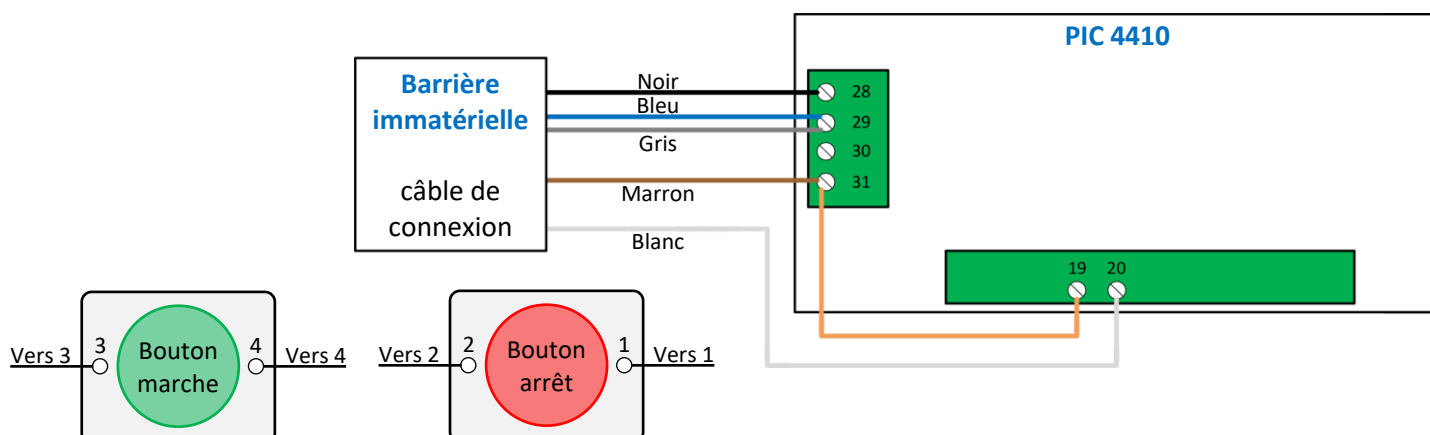 PIC 4410
Barrière
immatérielle
câble de
connexion
Noir
Bleu
Gris
Marron
Blanc
28
29
30
31
19 20
Vers 3
3
Bouton
marche
4
Vers 4
Vers 2
2
Bouton
arrêt
1
Vers 1